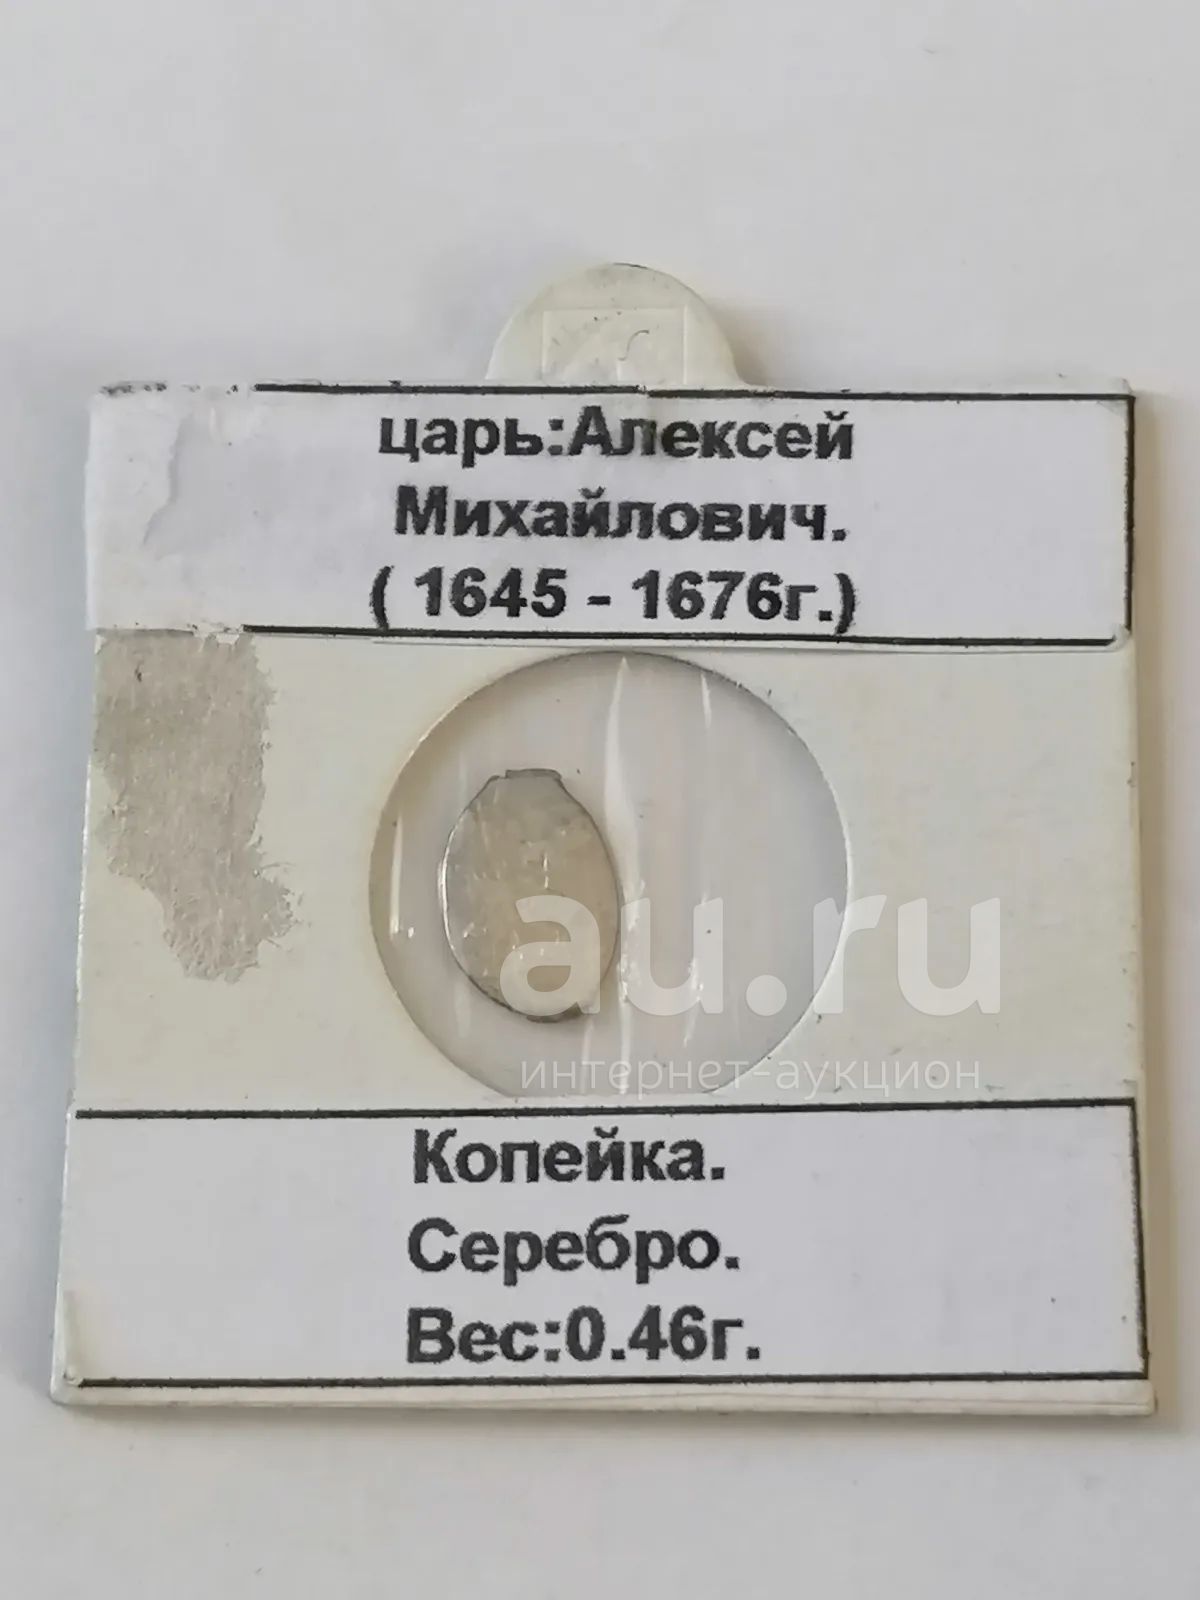 царь:Алексей
Михайлович.
( 1645 - 1676г.)
au.ru
интернет-аукцион
Копейка.
Серебро.
Вес:0.46г.